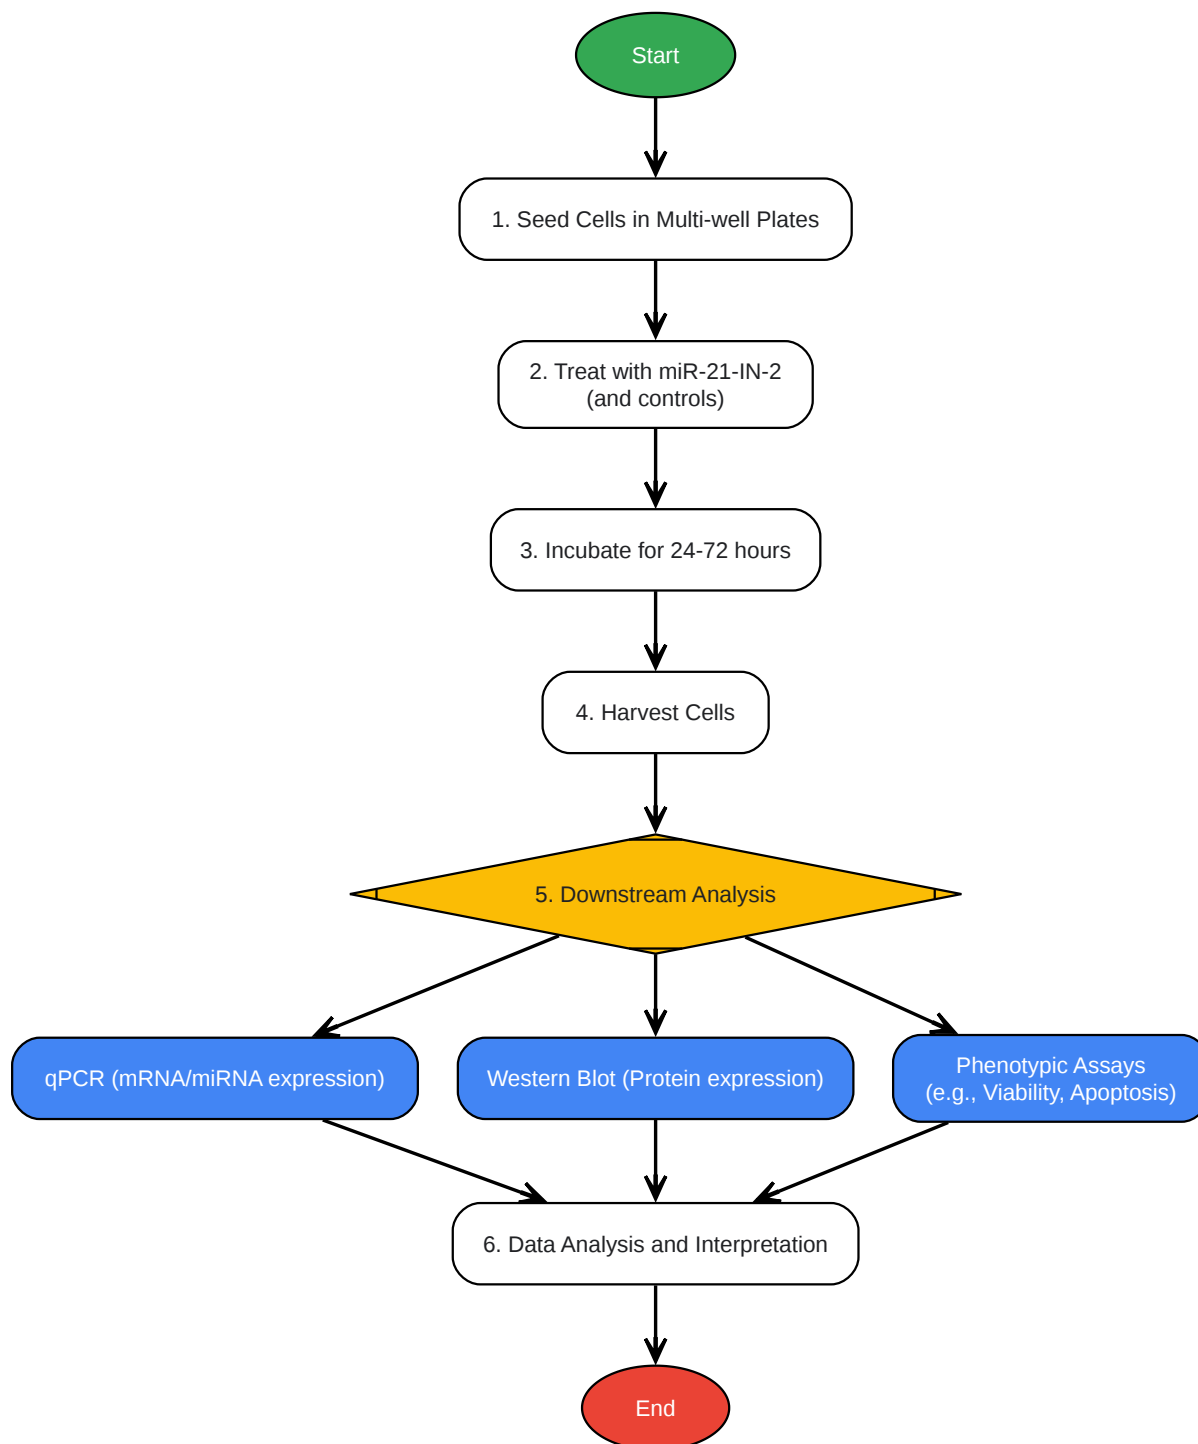 Start
1. Seed Cells in Multi-well Plates
2. Treat with miR-21-IN-2
(and controls)
3. Incubate for 24-72 hours
4. Harvest Cells
5. Downstream Analysis
qPCR (mRNA/miRNA expression)
Western Blot (Protein expression)
Phenotypic Assays
(e.g., Viability, Apoptosis)
6. Data Analysis and Interpretation
End